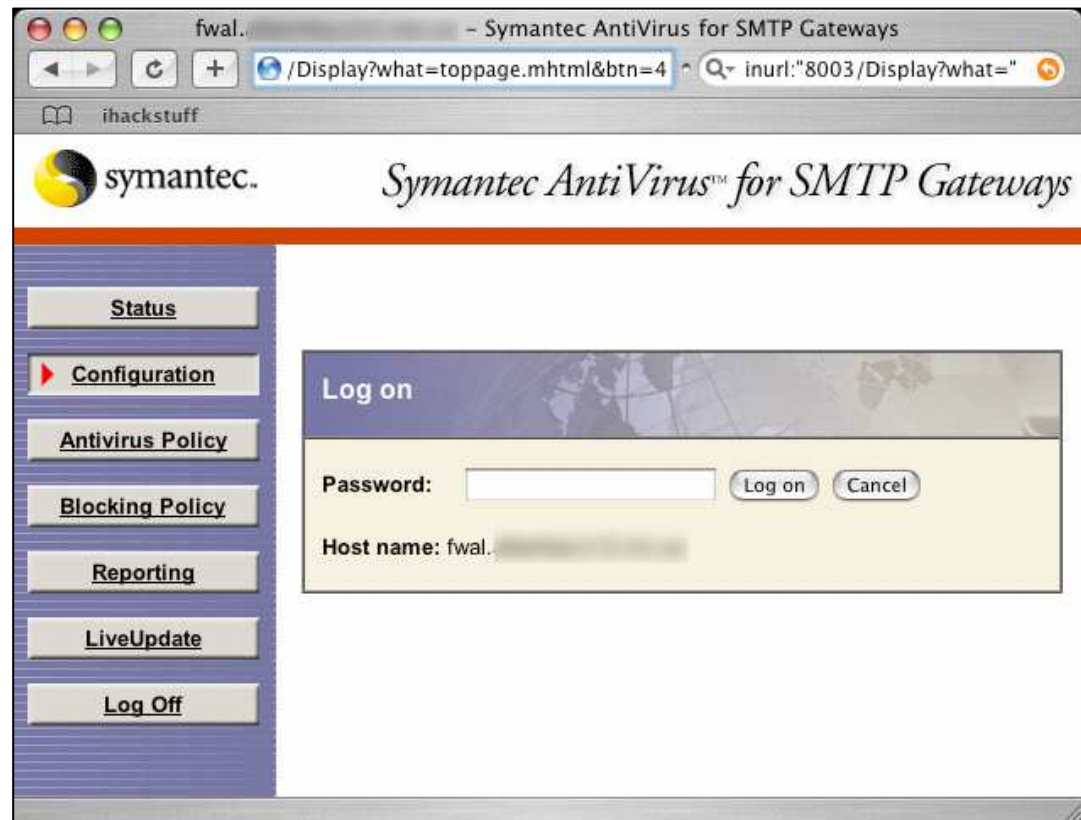 fwal. – Symantec AntiVirus for SMTP Gateways
/Display?what=toppage.mhtml&btn=4 inurl:"8003/Display?what="
ihackstuff
symantec. Symantec AntiVirus™ for SMTP Gateways
Status
Configuration
Antivirus Policy
Blocking Policy
Reporting
LiveUpdate
Log Off
Log on
Password: Log on Cancel
Host name: fwal.